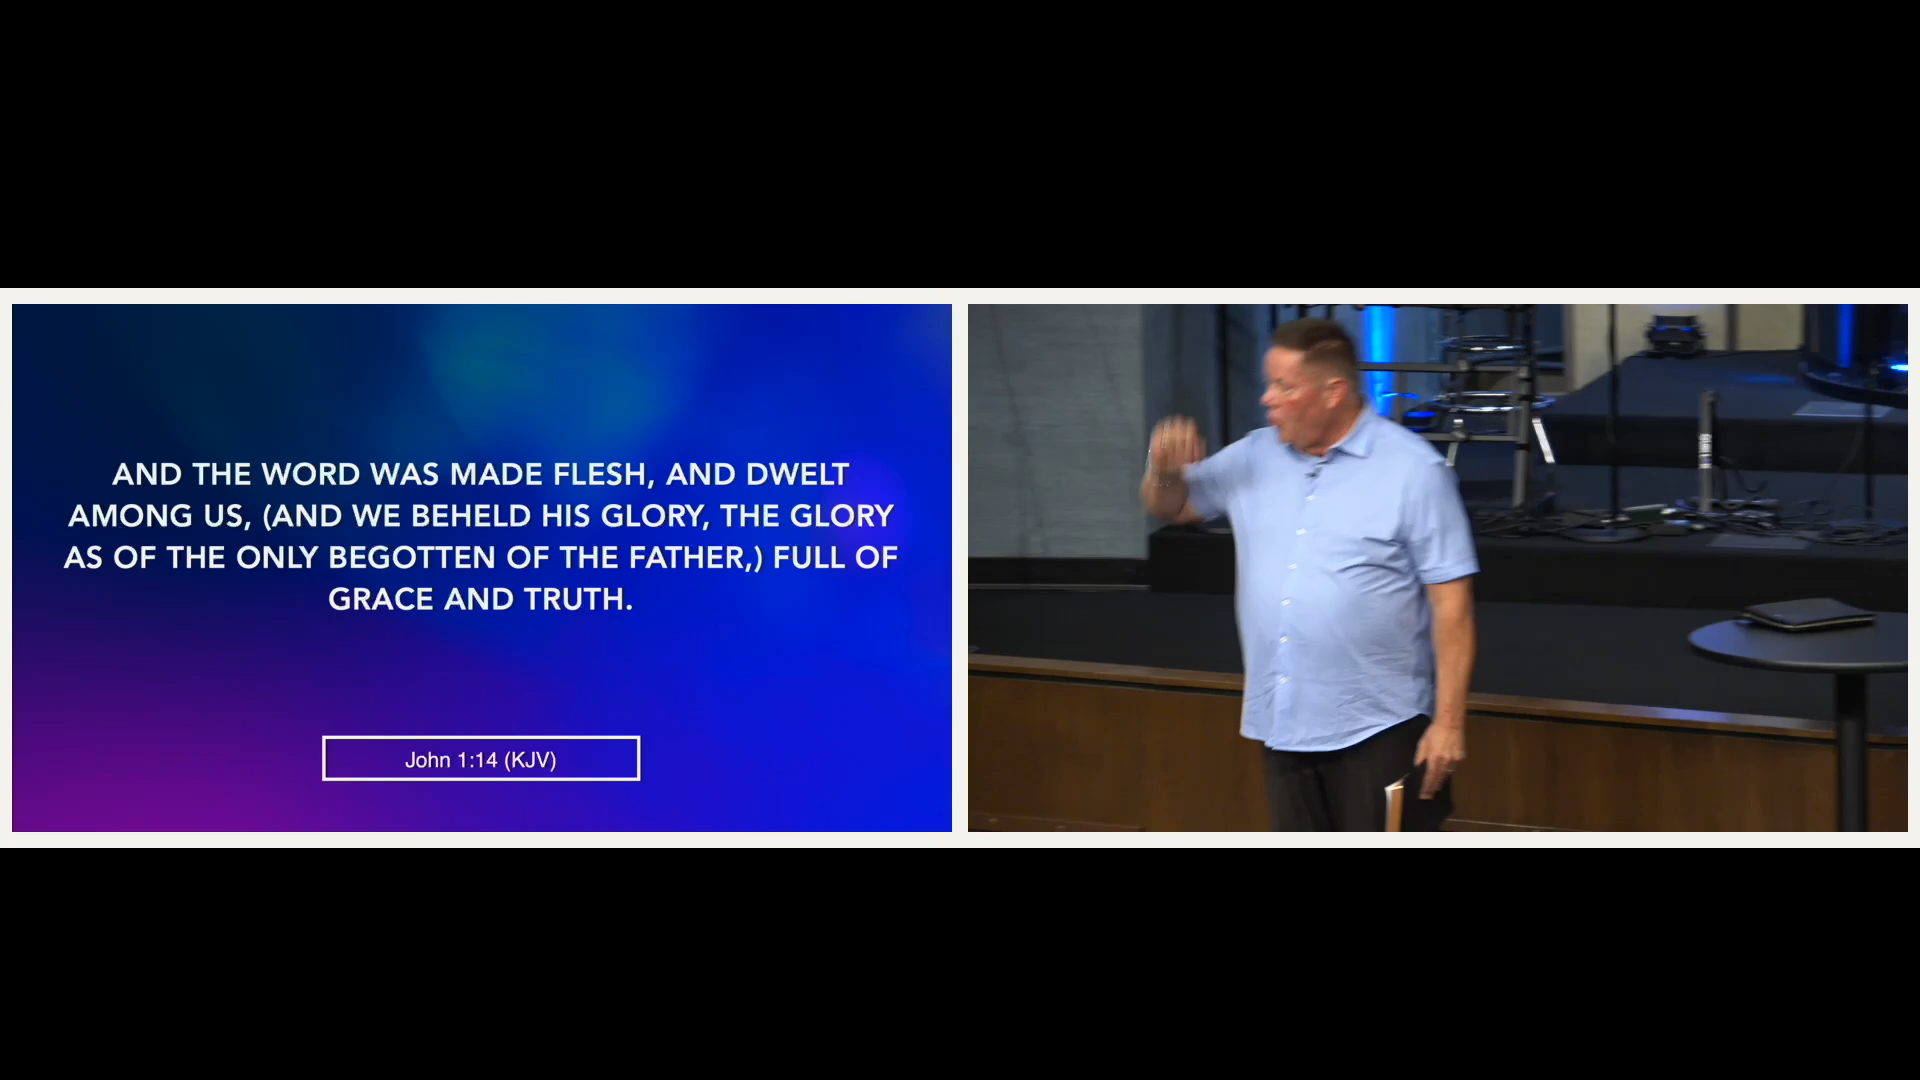 AND THE WORD WAS MADE FLESH, AND DWELT
AMONG US, (AND WE BEHELD HIS GLORY, THE GLORY
AS OF THE ONLY BEGOTTEN OF THE FATHER,) FULL OF
GRACE AND TRUTH.
John 1:14 (KJV)